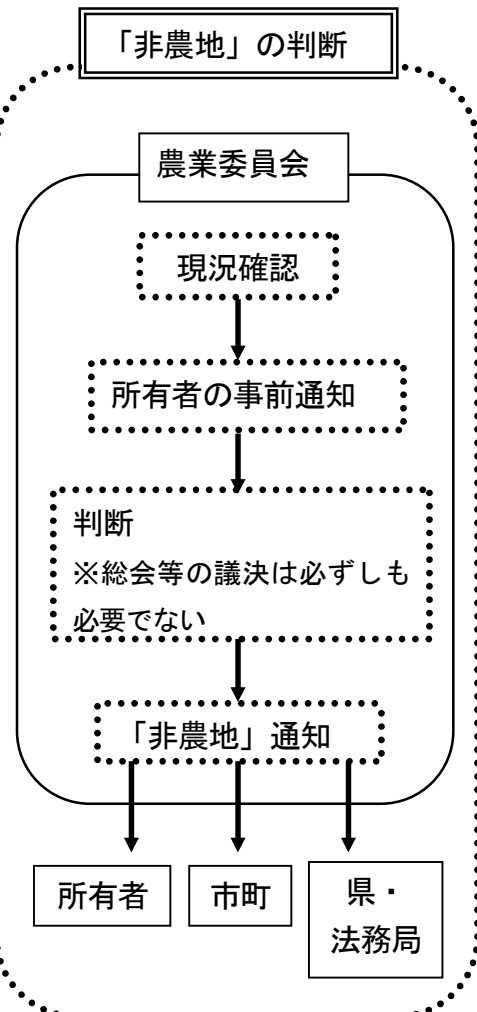 「非農地」の判断
農業委員会
現況確認
所有者の事前通知
判断
※総会等の議決は必ずしも
必要でない
「非農地」通知
所有者
市町
県・
法務局